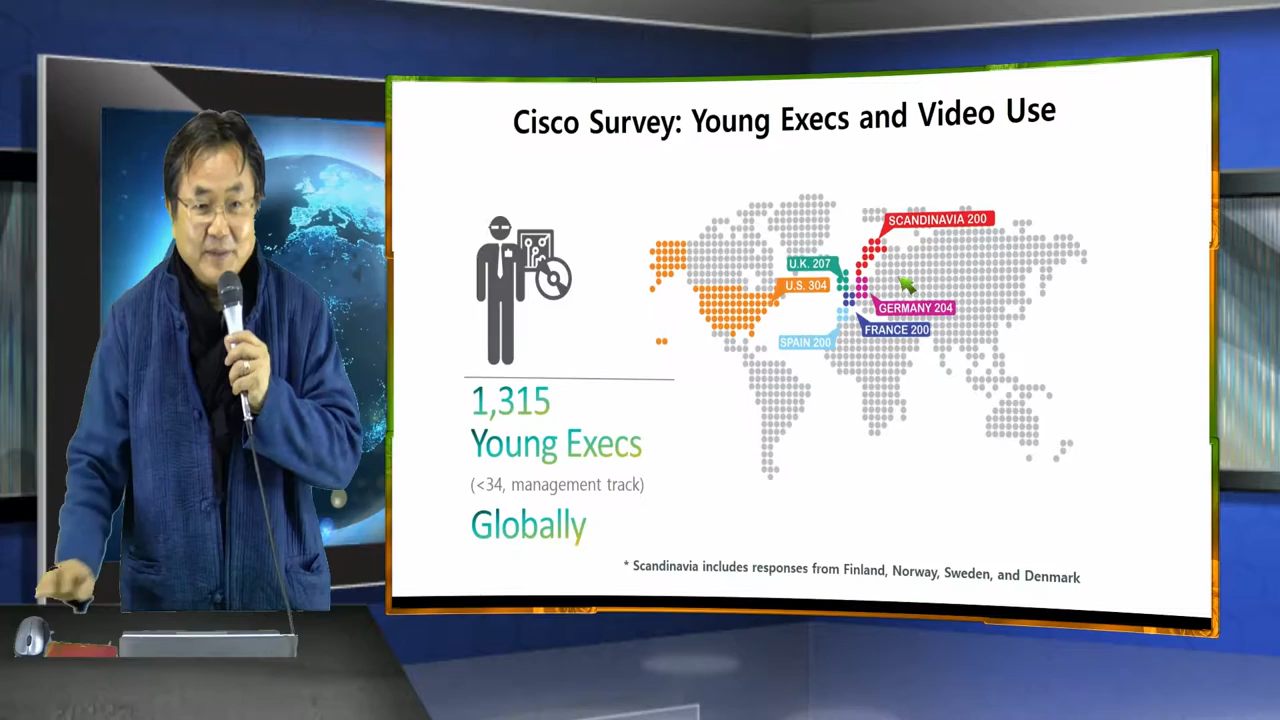 Cisco Survey: Young Execs and Video Use
SCANDINAVIA 200
U.K. 207
U.S. 304
GERMANY 204
FRANCE 200
SPAIN 200
1,315
Young Execs
(<34, management track)
Globally
* Scandinavia includes responses from Finland, Norway, Sweden, and Denmark